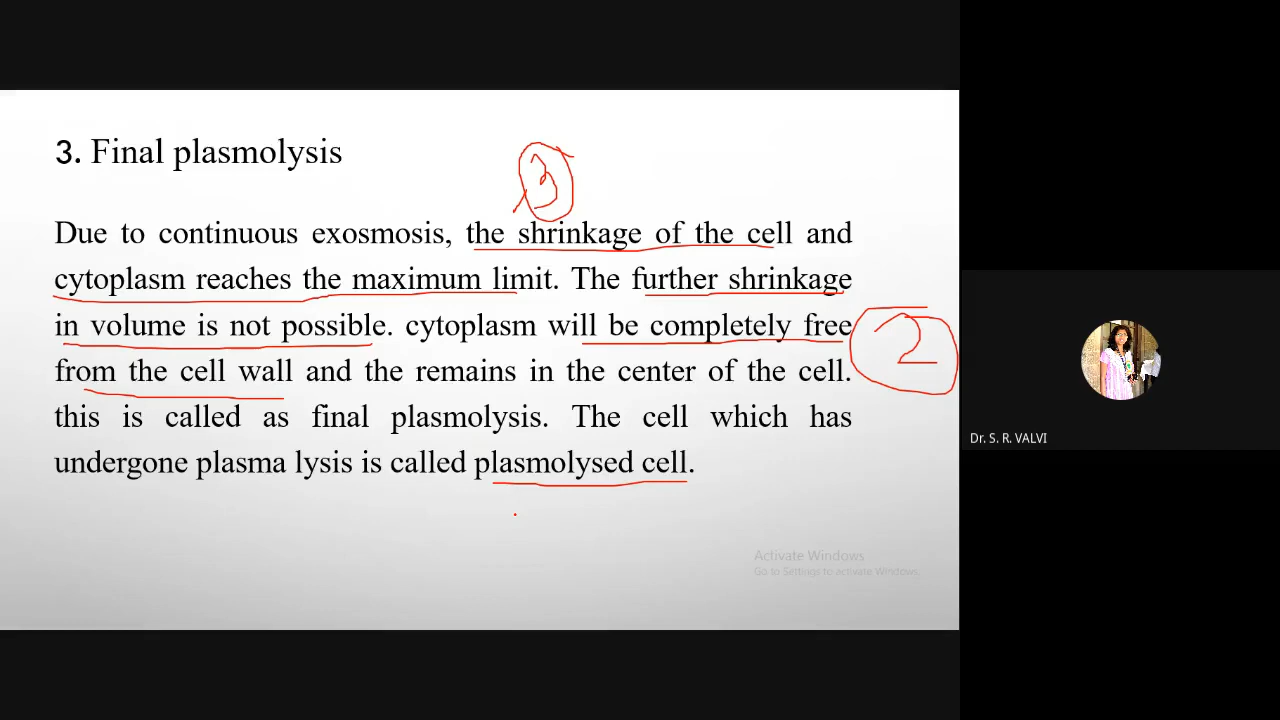 3. Final plasmolysis
3
Due to continuous exosmosis, the shrinkage of the cell and
cytoplasm reaches the maximum limit. The further shrinkage
in volume is not possible. cytoplasm will be completely free
2
from the cell wall and the remains in the center of the cell.
this is called as final plasmolysis. The cell which has
undergone plasma lysis is called plasmolysed cell.
Activate Windows
Go to Settings to activate Windows.
Dr. S. R. VALVI